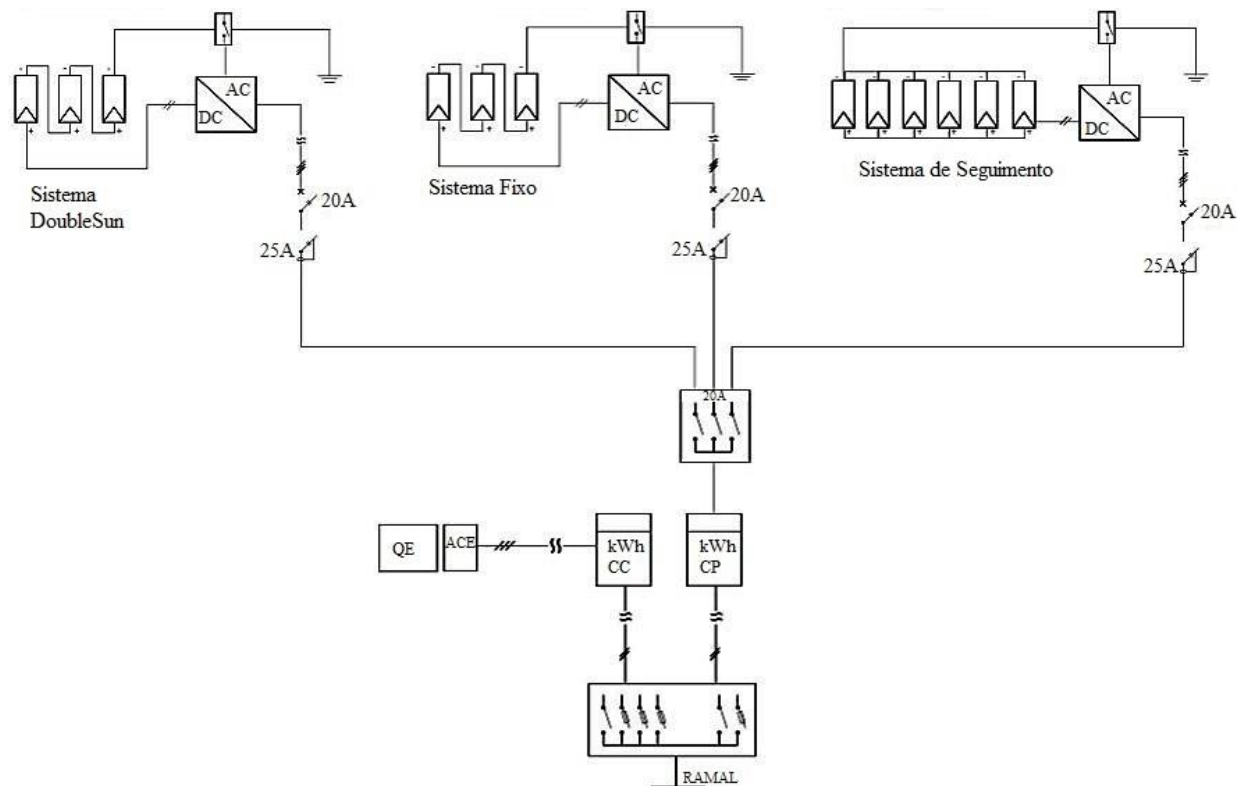 AC
DC
AC
DC
AC
DC
Sistema
DoubleSun
Sistema Fixo
Sistema de Seguimento
20A
20A
20A
25A
25A
25A
20A
QE
ACE
kWh
CC
kWh
CP
RAMAL